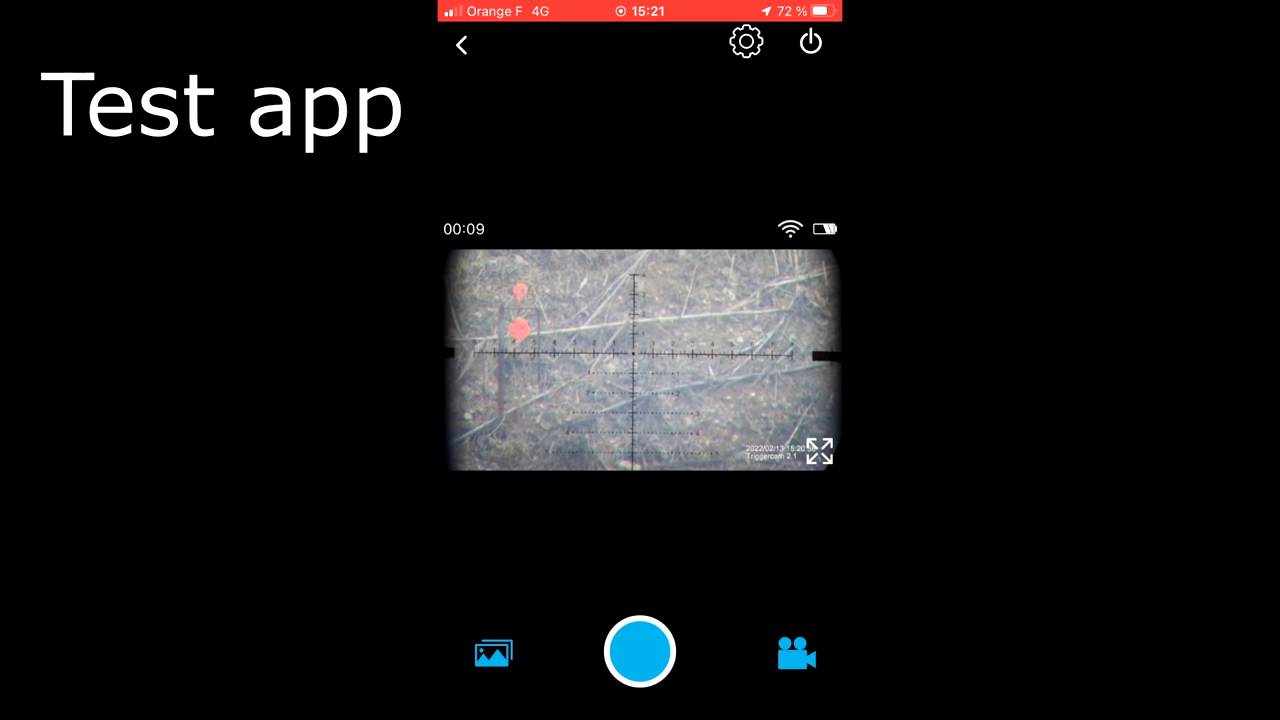 Orange F 4G 15:21 72 %
Test app
00:09
2022/02/13 15:20
Triggercam 2.1